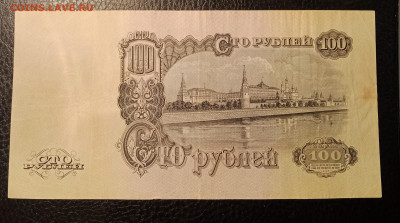 COINS.LAVE.RU
100
СТО РУБЛЕЙ
100
СТО
РУБЛЕЙ
Сто рублей
100